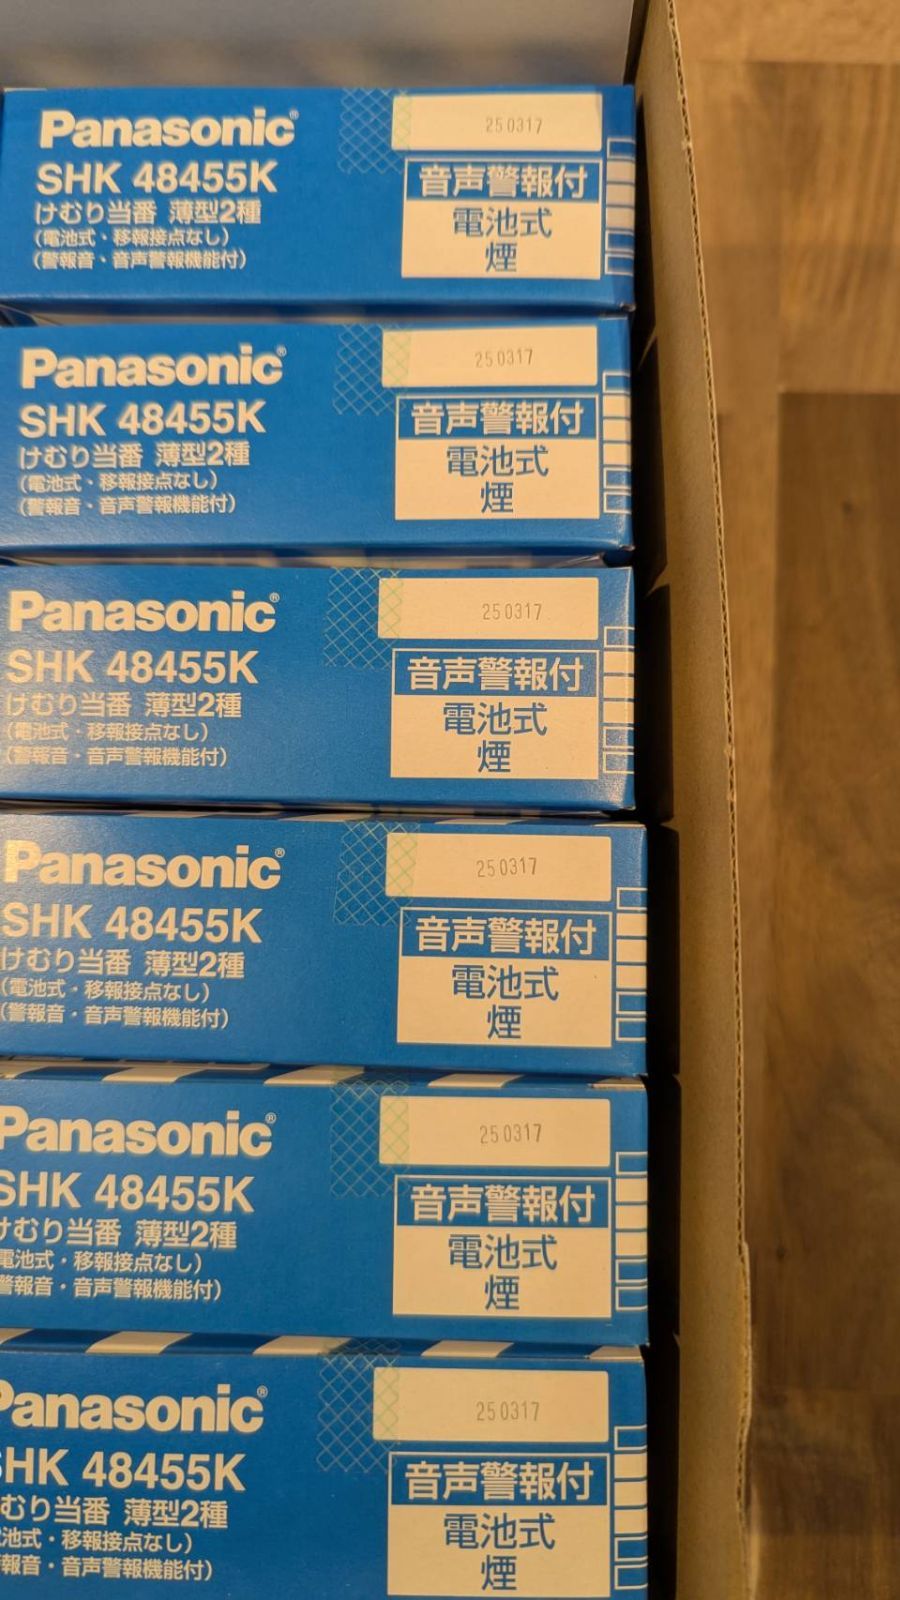 Panasonic®
250317
SHK 48455K
けむり当番 薄型2種
(電池式・移報接点なし)
(警報音・音声警報機能付)
音声警報付
電池式
煙
Panasonic®
250317
SHK 48455K
けむり当番 薄型2種
(電池式・移報接点なし)
(警報音・音声警報機能付)
音声警報付
電池式
煙
Panasonic®
250317
SHK 48455K
けむり当番 薄型2種
(電池式・移報接点なし)
(警報音・音声警報機能付)
音声警報付
電池式
煙
Panasonic®
250317
SHK 48455K
けむり当番 薄型2種
(電池式・移報接点なし)
(警報音・音声警報機能付)
音声警報付
電池式
煙
Panasonic®
250317
SHK 48455K
けむり当番 薄型2種
電池式・移報接点なし)
警報音・音声警報機能付)
音声警報付
電池式
煙
Panasonic®
250317
SHK 48455K
むり当番 薄型2種
池式・移報接点なし)
報音・音声警報機能付)
音声警報付
電池式
煙